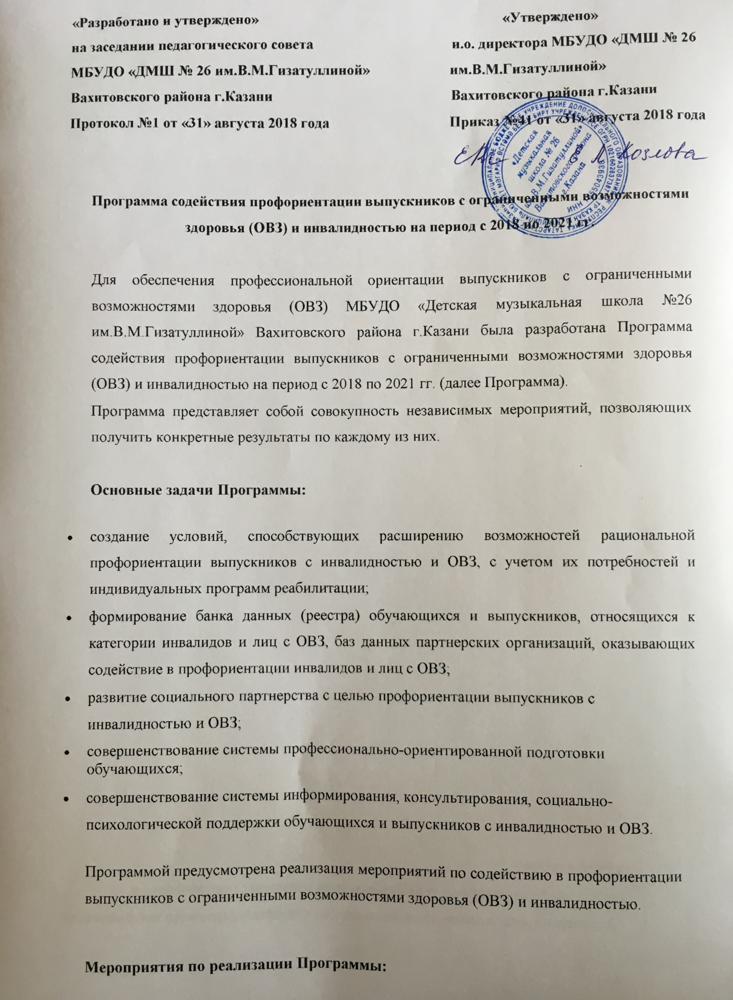 «Разработано и утверждено»
на заседании педагогического совета
МБУДО «ДМШ № 26 им.В.М.Гизатуллиной»
Вахитовского района г.Казани
Протокол №1 от «31» августа 2018 года
«Утверждено»
и.о. директора МБУДО «ДМШ № 26
им.В.М.Гизатуллиной»
Вахитовского района г.Казани
Приказ №41 от «31» августа 2018 года
Козлова
«Детская
музыкальная
школа № 26
им.В.М.Гизатуллиной»
Вахитовского района
г.Казана
Программа содействия профориентации выпускников с ограниченными возможностями
здоровья (ОВЗ) и инвалидностью на период с 2018 по 2021 гг.
Для обеспечения профессиональной ориентации выпускников с ограниченными
возможностями здоровья (ОВЗ) МБУДО «Детская музыкальная школа №26
им.В.М.Гизатуллиной» Вахитовского района г.Казани была разработана Программа
содействия профориентации выпускников с ограниченными возможностями здоровья
(ОВЗ) и инвалидностью на период с 2018 по 2021 гг. (далее Программа).
Программа представляет собой совокупность независимых мероприятий, позволяющих
получить конкретные результаты по каждому из них.
Основные задачи Программы:
• создание условий, способствующих расширению возможностей рациональной
профориентации выпускников с инвалидностью и ОВЗ, с учетом их потребностей и
индивидуальных программ реабилитации;
• формирование банка данных (реестра) обучающихся и выпускников, относящихся к
категории инвалидов и лиц с ОВЗ, баз данных партнерских организаций, оказывающих
содействие в профориентации инвалидов и лиц с ОВЗ;
• развитие социального партнерства с целью профориентации выпускников с
инвалидностью и ОВЗ;
• совершенствование системы профессионально-ориентированной подготовки
обучающихся;
• совершенствование системы информирования, консультирования, социально-
психологической поддержки обучающихся и выпускников с инвалидностью и ОВЗ.
Программой предусмотрена реализация мероприятий по содействию в профориентации
выпускников с ограниченными возможностями здоровья (ОВЗ) и инвалидностью.
Мероприятия по реализации Программы: